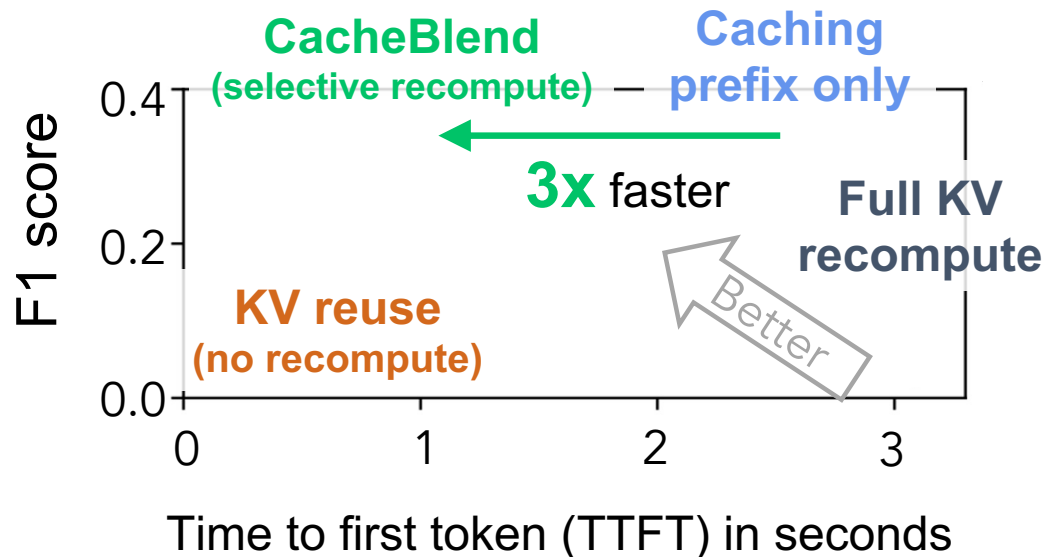 CacheBlend
(selective recompute)
Caching
prefix only
0.4
3x faster
Full KV
recompute
F1 score
0.2
Better
KV reuse
(no recompute)
0.0
0
1
2
3
Time to first token (TTFT) in seconds